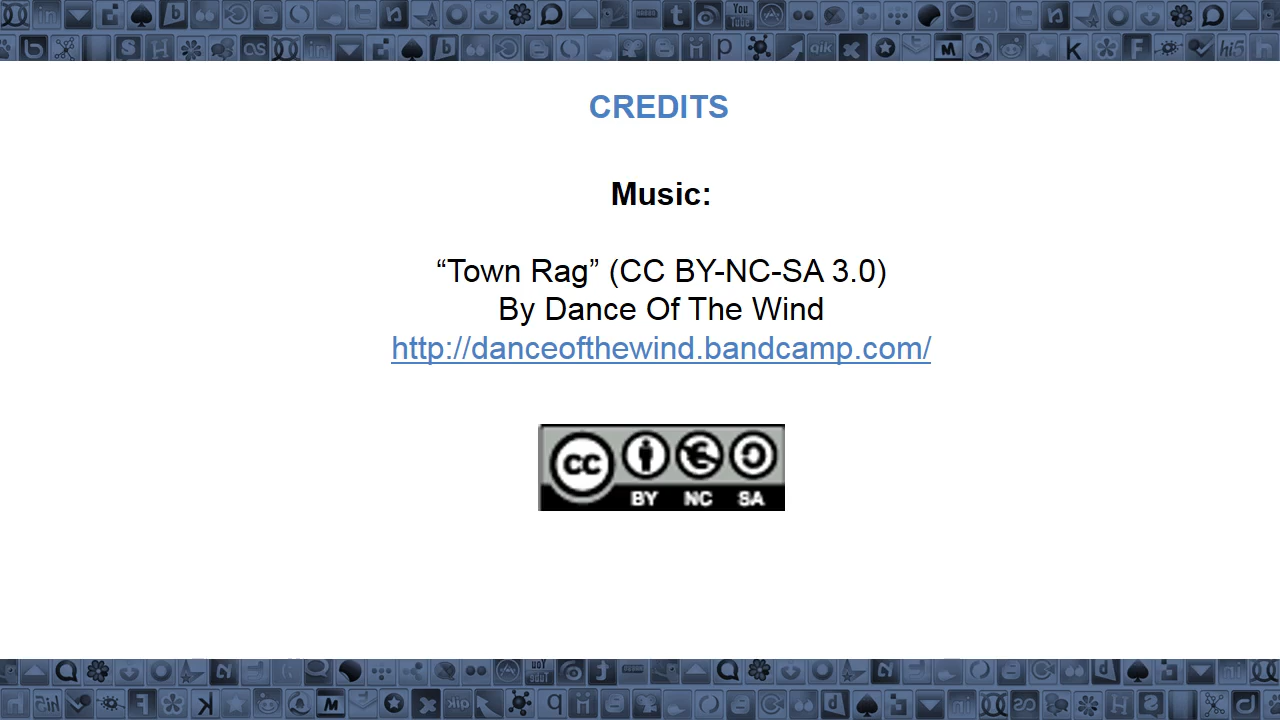 CREDITS
Music:
“Town Rag” (CC BY-NC-SA 3.0)
By Dance Of The Wind
http://danceofthewind.bandcamp.com/
CC
BY NC SA